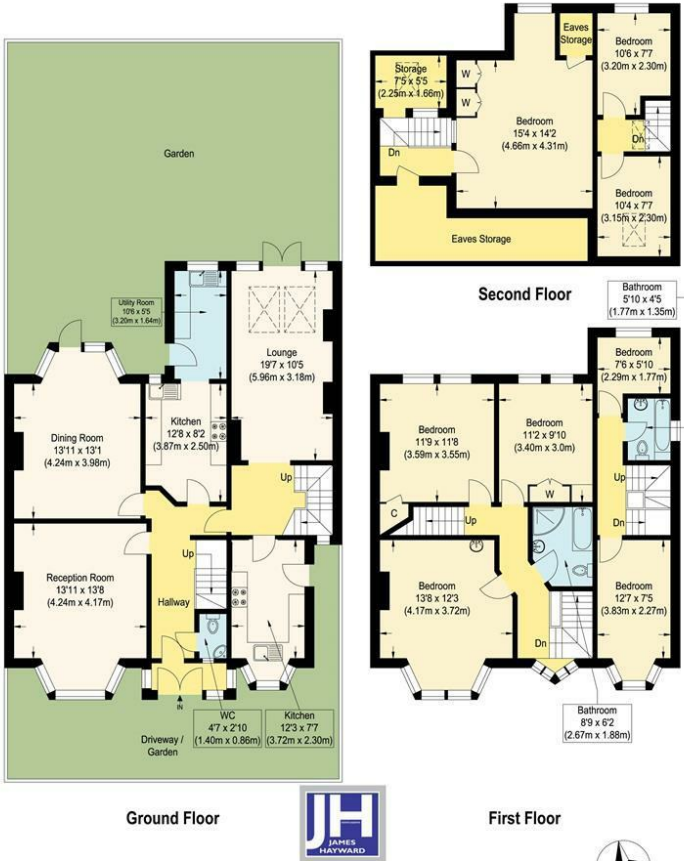 Garden
Utility Room
10'6 x 5'5
(3.20m x 1.64m)
Lounge
19'7 x 10'5
(5.96m x 3.18m)
Dining Room
13'11 x 13'1
(4.24m x 3.98m)
Kitchen
12'8 x 8'2
(3.87m x 2.50m)
Up
Reception Room
13'11 x 13'8
(4.24m x 4.17m)
Up
Hallway
IN
Driveway /
Garden
WC
4'7 x 2'10
(1.40m x 0.86m)
Kitchen
12'3 x 7'7
(3.72m x 2.30m)
Ground Floor
Storage
7'5 x 5'5
(2.25m x 1.66m)
W
W
Eaves
Storage
Bedroom
10'6 x 7'7
(3.20m x 2.30m)
Bedroom
15'4 x 14'2
(4.66m x 4.31m)
Dn
Dn
Bedroom
10'4 x 7'7
(3.15m x 2.30m)
Eaves Storage
Second Floor
Bathroom
5'10 x 4'5
(1.77m x 1.35m)
Bedroom
7'6 x 5'10
(2.29m x 1.77m)
Bedroom
11'9 x 11'8
(3.59m x 3.55m)
Bedroom
11'2 x 9'10
(3.40m x 3.0m)
W
C
Up
Up
Dn
Bedroom
13'8 x 12'3
(4.17m x 3.72m)
Bedroom
12'7 x 7'5
(3.83m x 2.27m)
Dn
Bathroom
8'9 x 6'2
(2.67m x 1.88m)
First Floor
JH
JAMES
HAYWARD